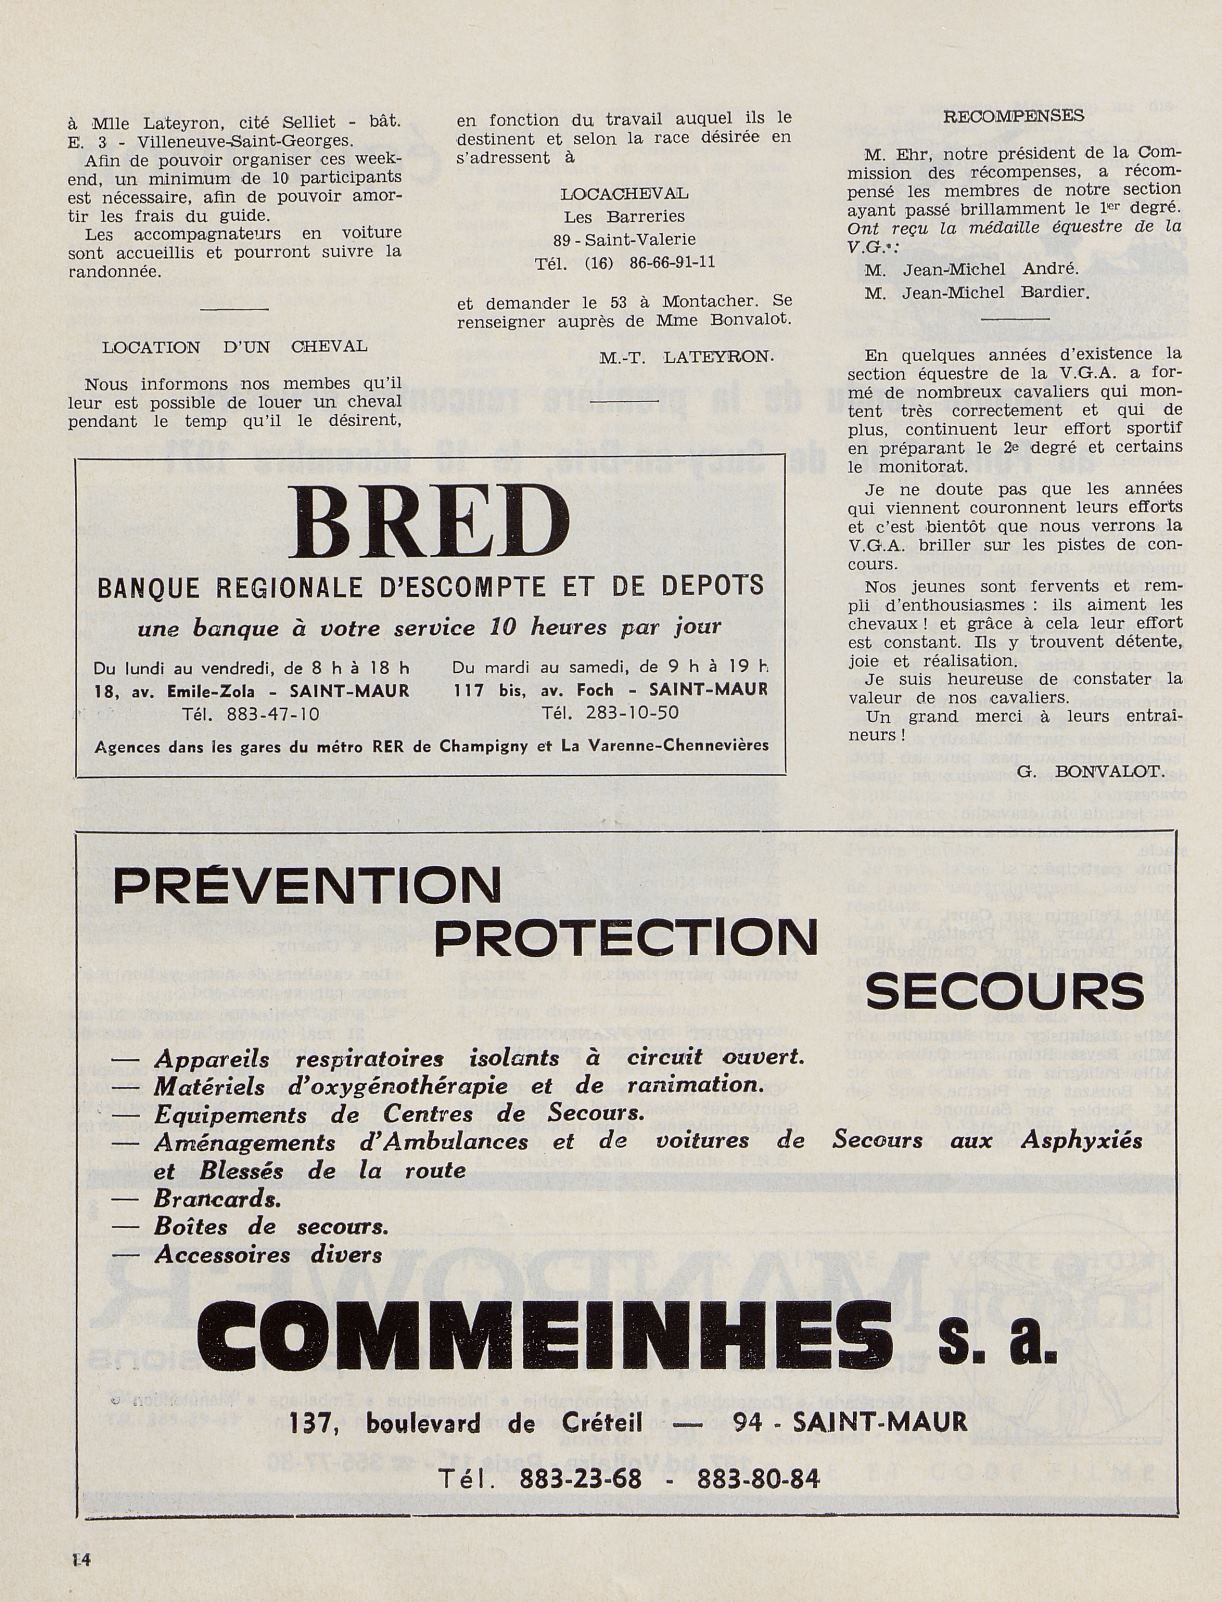 à Mlle Lateyron, cité Selliet - bât.
E. 3 - Villeneuve-Saint-Georges.
Afin de pouvoir organiser ces week-
end, un minimum de 10 participants
est nécessaire, afin de pouvoir amor-
tir les frais du guide.
Les accompagnateurs en voiture
sont accueillis et pourront suivre la
randonnée.
LOCATION D'UN CHEVAL
Nous informons nos membes qu'il
leur est possible de louer un cheval
pendant le temp qu'il le désirent,
en fonction du travail auquel ils le
destinent et selon la race désirée en
s'adressent à
LOCACHEVAL
Les Barreries
89 - Saint-Valerie
Tél. (16) 86-66-91-11
et demander le 53 à Montacher. Se
renseigner auprès de Mme Bonvalot.
M.-T. LATEYRON.
RECOMPENSES
M. Ehr, notre président de la Com-
mission des récompenses, a récom-
pensé les membres de notre section
ayant passé brillamment le 1er degré.
Ont reçu la médaille équestre de la
V.G.*:
M. Jean-Michel André.
M. Jean-Michel Bardier.
En quelques années d'existence la
section équestre de la V.G.A. a for-
mé de nombreux cavaliers qui mon-
tent très correctement et qui de
plus, continuent leur effort sportif
en préparant le 2e degré et certains
le monitorat.
Je ne doute pas que les années
qui viennent couronnent leurs efforts
et c'est bientôt que nous verrons la
V.G.A. briller sur les pistes de con-
cours.
Nos jeunes sont fervents et rem-
pli d'enthousiasmes : ils aiment les
chevaux ! et grâce à cela leur effort
est constant. Ils y trouvent détente,
joie et réalisation.
Je suis heureuse de constater la
valeur de nos cavaliers.
Un grand merci à leurs entraî-
neurs !
G. BONVALOT.
BRED
BANQUE REGIONALE D'ESCOMPTE ET DE DEPOTS
une banque à votre service 10 heures par jour
Du lundi au vendredi, de 8 h à 18 h
18, av. Emile-Zola - SAINT-MAUR
Tél. 883-47-10
Du mardi au samedi, de 9 h à 19 h
117 bis, av. Foch - SAINT-MAUR
Tél. 283-10-50
Agences dans les gares du métro RER de Champigny et La Varenne-Chennevières
PRÉVENTION
PROTECTION
SECOURS
— Appareils respiratoires isolants à circuit ouvert.
— Matériels d'oxygénothérapie et de ranimation.
— Equipements de Centres de Secours.
— Aménagements d'Ambulances et de voitures de Secours aux Asphyxiés
et Blessés de la route
— Brancards.
— Boîtes de secours.
— Accessoires divers
COMMEINHES s. a.
137, boulevard de Créteil — 94 - SAINT-MAUR
Tél. 883-23-68 - 883-80-84
14